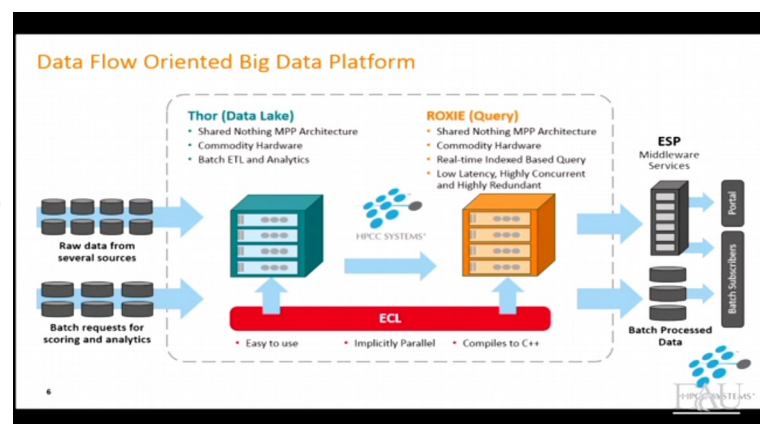 Data Flow Oriented Big Data Platform
Thor (Data Lake)
• Shared Nothing MPP Architecture
• Commodity Hardware
• Batch ETL and Analytics
ROXIE (Query)
• Shared Nothing MPP Architecture
• Commodity Hardware
• Real-time Indexed Based Query
• Low Latency, Highly Concurrent
and Highly Redundant
ESP
Middleware
Services
Raw data from
several sources
Batch requests for
scoring and analytics
HPCC SYSTEMS®
ECL
• Easy to use
• Implicitly Parallel
• Compiles to C++
Portal
Batch Subscribers
Batch Processed
Data
6
HPCC SYSTEMS®
FAU